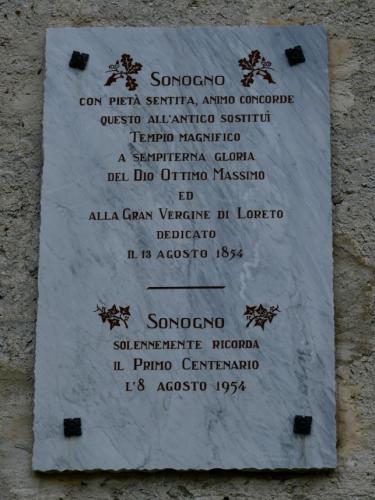 Sonogno
con pietà sentita, animo concorde
questo all'antico sostituì
Tempio magnifico
a sempiterna gloria
del Dio Ottimo Massimo
ed
alla Gran Vergine di Loreto
dedicato
il 13 agosto 1854
Sonogno
solennemente ricorda
il Primo Centenario
l'8 agosto 1954